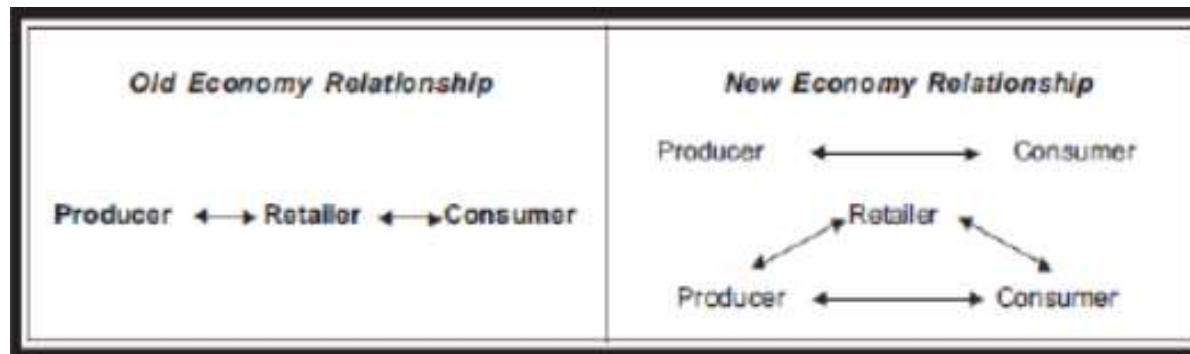 Old Economy Relationship
Producer Retailer Consumer
New Economy Relationship
Producer Consumer
Retailer
Producer Consumer